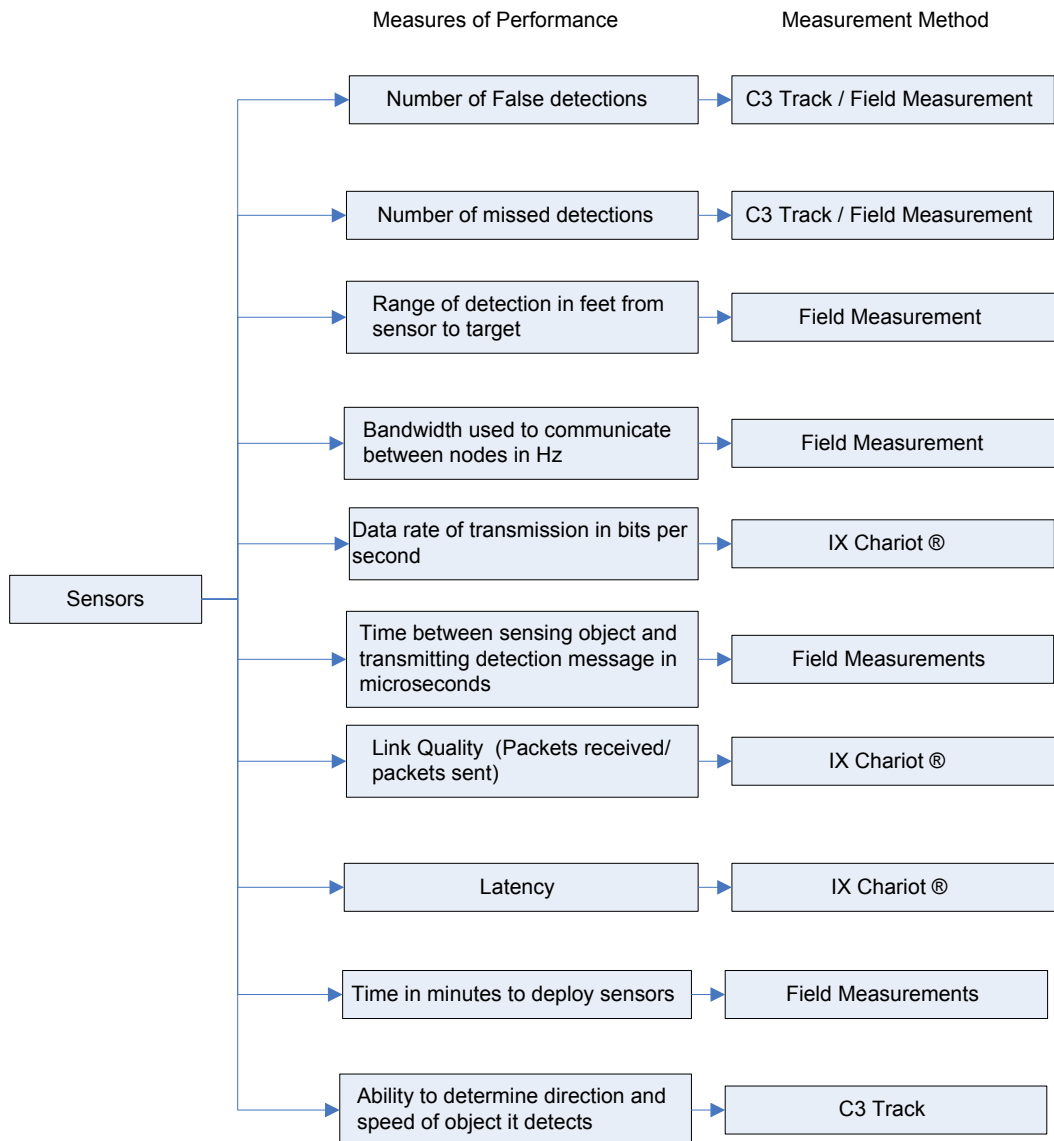 Measures of Performance
Measurement Method
Number of False detections
C3 Track / Field Measurement
Number of missed detections
C3 Track / Field Measurement
Range of detection in feet from
sensor to target
Field Measurement
Bandwidth used to communicate
between nodes in Hz
Field Measurement
Data rate of transmission in bits per
second
IX Chariot ®
Sensors
Time between sensing object and
transmitting detection message in
microseconds
Field Measurements
Link Quality  (Packets received/
packets sent)
IX Chariot ®
Latency
IX Chariot ®
Time in minutes to deploy sensors
Field Measurements
Ability to determine direction and
speed of object it detects
C3 Track